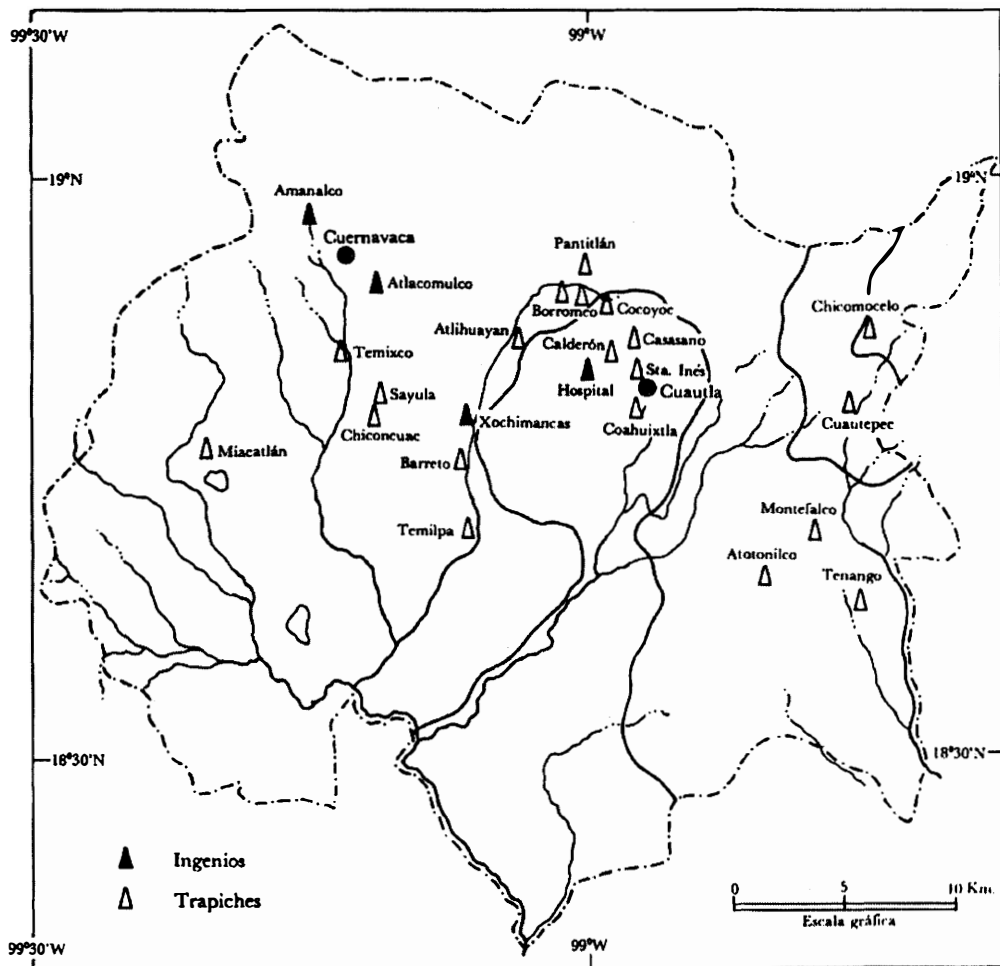 99°30'W
99°W
19°N
19°N
Amanalco
Cuernavaca
Atlacomulco
Pantitlán
Borromeo
Cocoyoc
Chicomocelo
Atlihuayan
Calderón
Casasano
Temixco
Sta. Inés
Hospital
Cuautla
Sayula
Chiconcuac
Xochimancas
Coahuixtla
Cuautepec
Miacatlán
Barreto
Temilpa
Montefalco
Atotonilco
Tenango
18°30'N
18°30'N
Ingenios
Trapiches
0 5 10 Km.
Escala gráfica
99°30'W
99°W